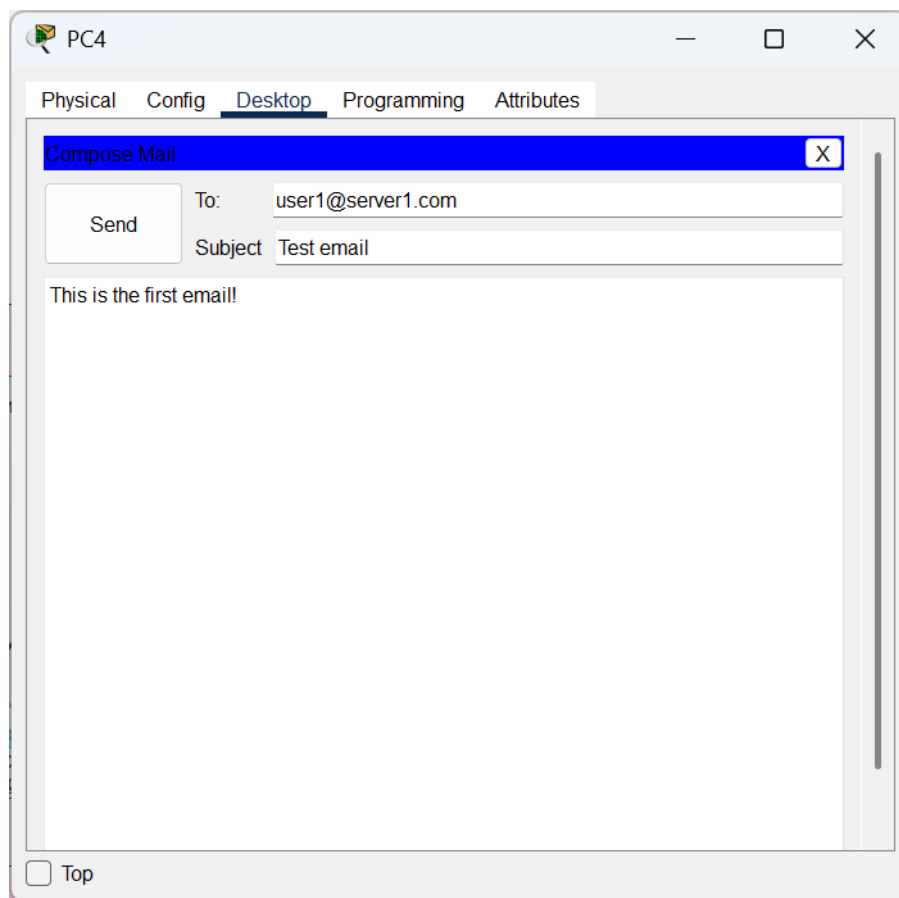 PC4
Physical Config Desktop Programming Attributes
Compose Mail X
Send
To: user1@server1.com
Subject Test email
This is the first email!
Top